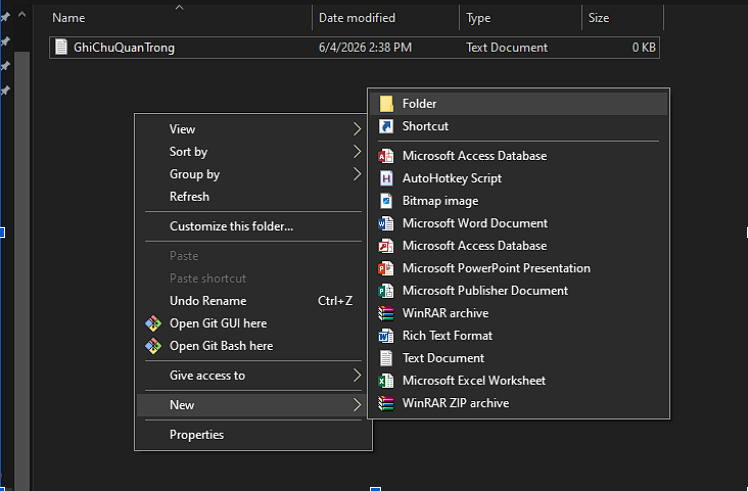 Name Date modified Type Size
GhiChuQuanTrong 6/4/2026 2:38 PM Text Document 0 KB
View
Sort by
Group by
Refresh
Customize this folder...
Paste
Paste shortcut
Undo Rename Ctrl+Z
Open Git GUI here
Open Git Bash here
Give access to
New
Properties
Folder
Shortcut
Microsoft Access Database
AutoHotkey Script
Bitmap image
Microsoft Word Document
Microsoft Access Database
Microsoft PowerPoint Presentation
Microsoft Publisher Document
WinRAR archive
Rich Text Format
Text Document
Microsoft Excel Worksheet
WinRAR ZIP archive